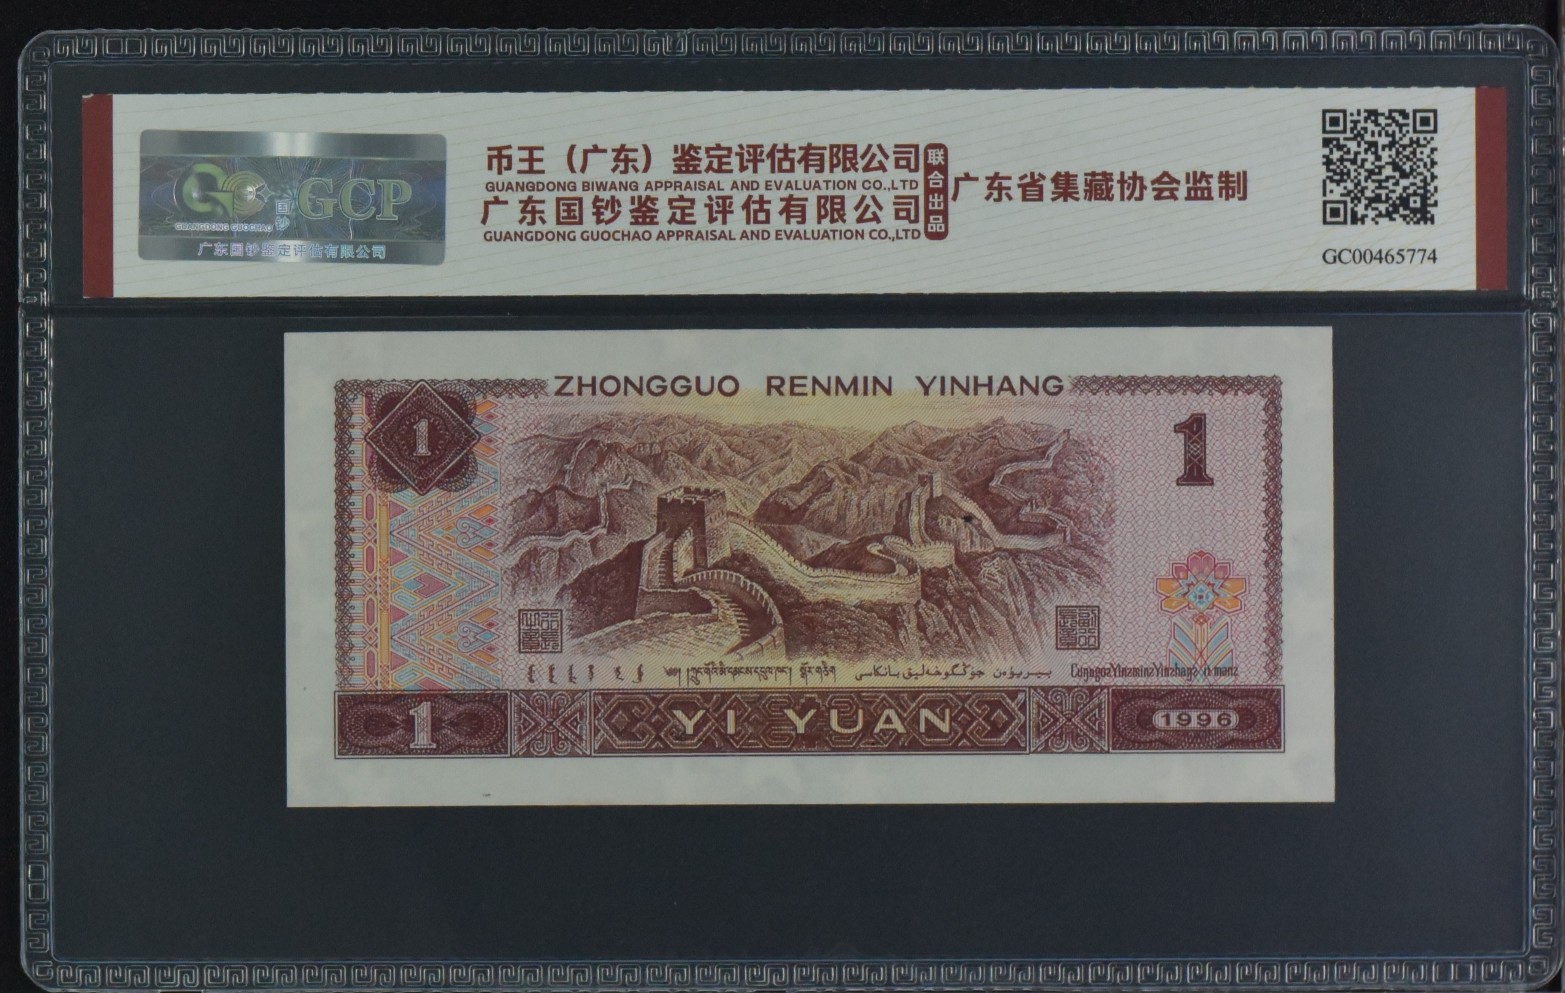 GCP
国钞
GUANGDONG GUOCHAO
广东国钞鉴定评估有限公司
币王（广东）鉴定评估有限公司
GUANGDONG BIWANG APPRAISAL AND EVALUATION CO.,LTD
广东国钞鉴定评估有限公司
GUANGDONG GUOCHAO APPRAISAL AND EVALUATION CO.,LTD
联合出品
广东省集藏协会监制
GC00465774
ZHONGGUO RENMIN YINHANG
1
1
1
YI YUAN
1996